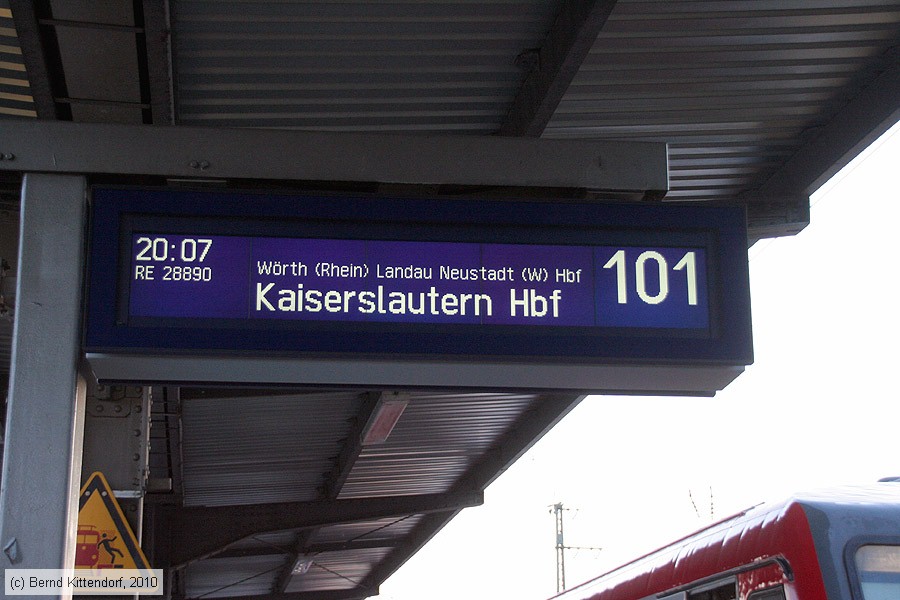 20:07
RE 28890
Wörth (Rhein) Landau Neustadt (W) Hbf
Kaiserslautern Hbf
101
(c) Bernd Kittendorf, 2010